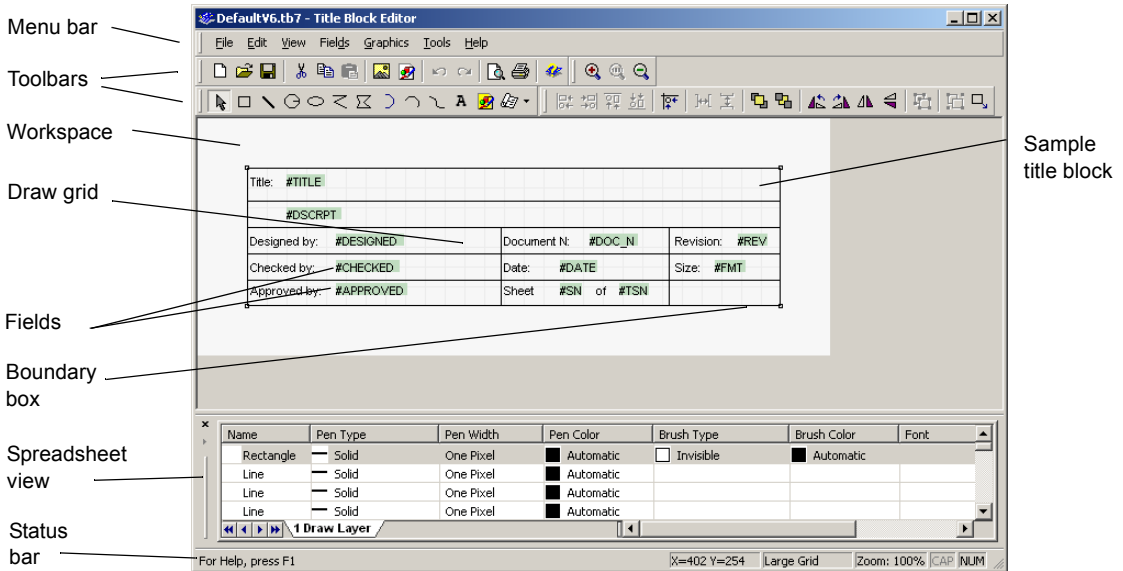 DefaultV6.tb7 - Title Block Editor
Menu bar
File Edit View Fields Graphics Tools Help
Toolbars
A
Workspace
Sample
title block
Title: #TITLE
Draw grid
#DSCRPT
Designed by: #DESIGNED Document N: #DOC_N Revision: #REV
Checked by: #CHECKED Date: #DATE Size: #FMT
Approved by: #APPROVED Sheet #SN of #TSN
Fields
Boundary
box
Name Pen Type Pen Width Pen Color Brush Type Brush Color Font
Rectangle Solid One Pixel Automatic Invisible Automatic
Spreadsheet
view
Line Solid One Pixel Automatic
Line Solid One Pixel Automatic
Line Solid One Pixel Automatic
1 Draw Layer
Status
bar
For Help, press F1 X=402 Y=254 Large Grid Zoom: 100% CAP NUM